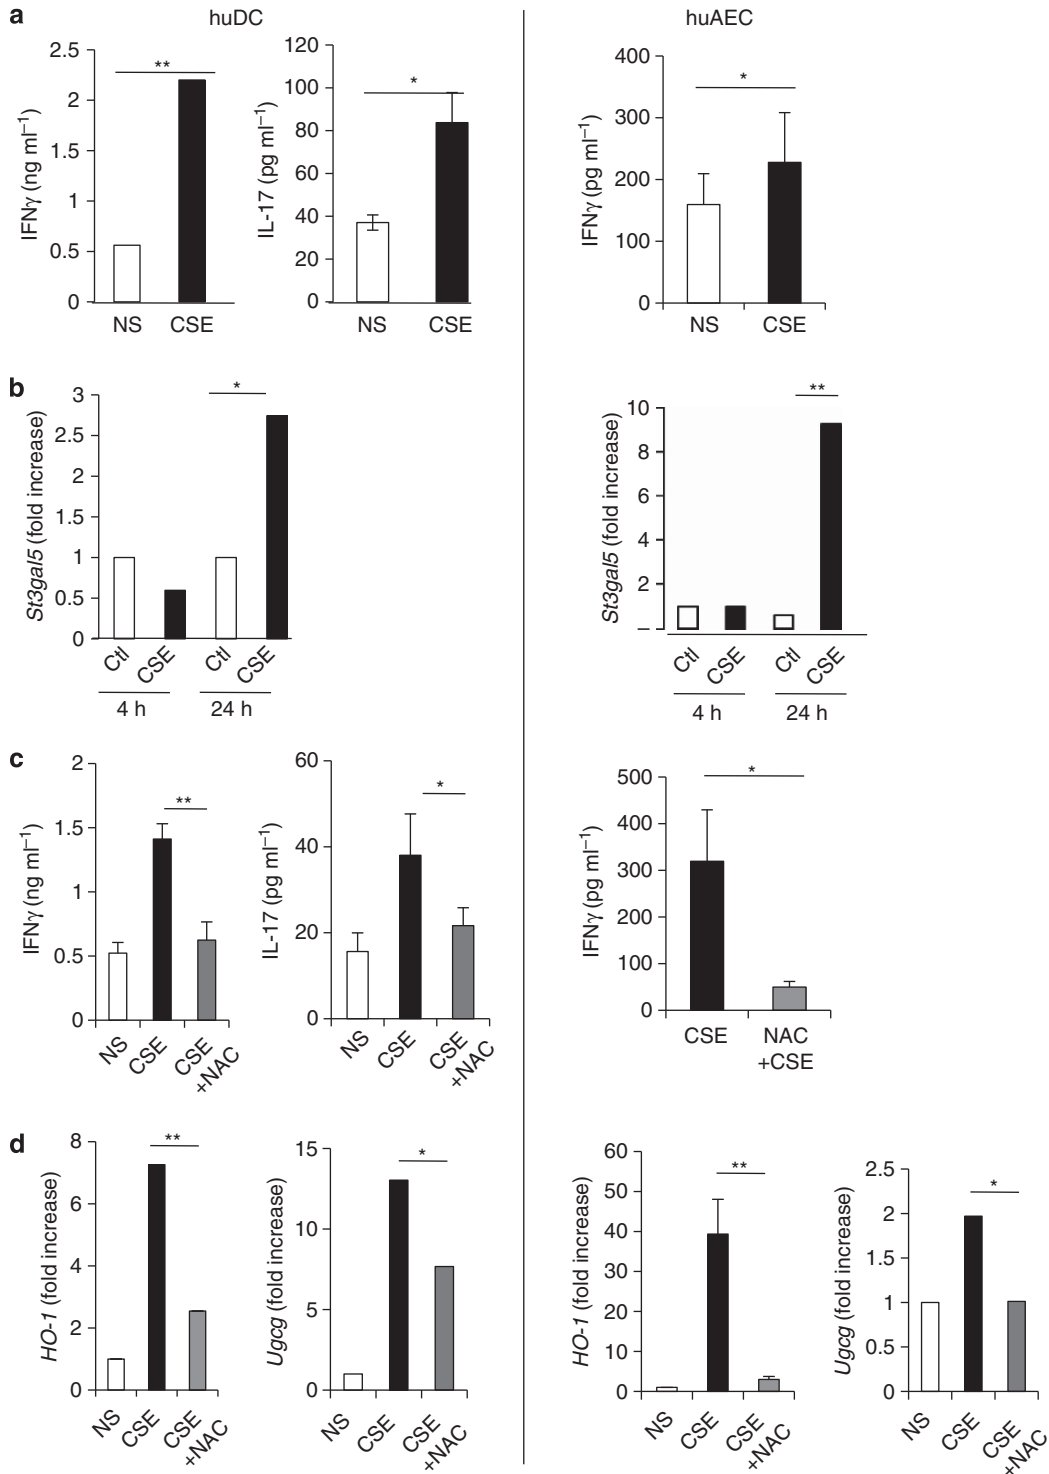 a
huDC
huAEC
IFNγ (ng ml⁻¹)
2.5
2
1.5
1
0.5
0
**
NS
CSE
IL-17 (pg ml⁻¹)
120
100
80
60
40
20
0
*
NS
CSE
IFNγ (pg ml⁻¹)
400
300
200
100
0
*
NS
CSE
b
St3gal5 (fold increase)
3
2.5
2
1.5
1
0.5
0
*
Ctl
CSE
Ctl
CSE
4 h
24 h
St3gal5 (fold increase)
10
8
6
4
2
**
Ctl
CSE
Ctl
CSE
4 h
24 h
c
IFNγ (ng ml⁻¹)
2
1.5
1
0.5
0
**
NS
CSE
CSE
+NAC
IL-17 (pg ml⁻¹)
60
40
20
0
*
NS
CSE
CSE
+NAC
IFNγ (pg ml⁻¹)
500
400
300
200
100
0
*
CSE
NAC
+CSE
d
HO-1 (fold increase)
8
6
4
2
0
**
NS
CSE
CSE
+NAC
Ugcg (fold increase)
15
10
5
0
*
NS
CSE
CSE
+NAC
HO-1 (fold increase)
60
50
40
30
20
10
0
**
NS
CSE
CSE
+NAC
Ugcg (fold increase)
2.5
2
1.5
1
0.5
0
*
NS
CSE
CSE
+NAC